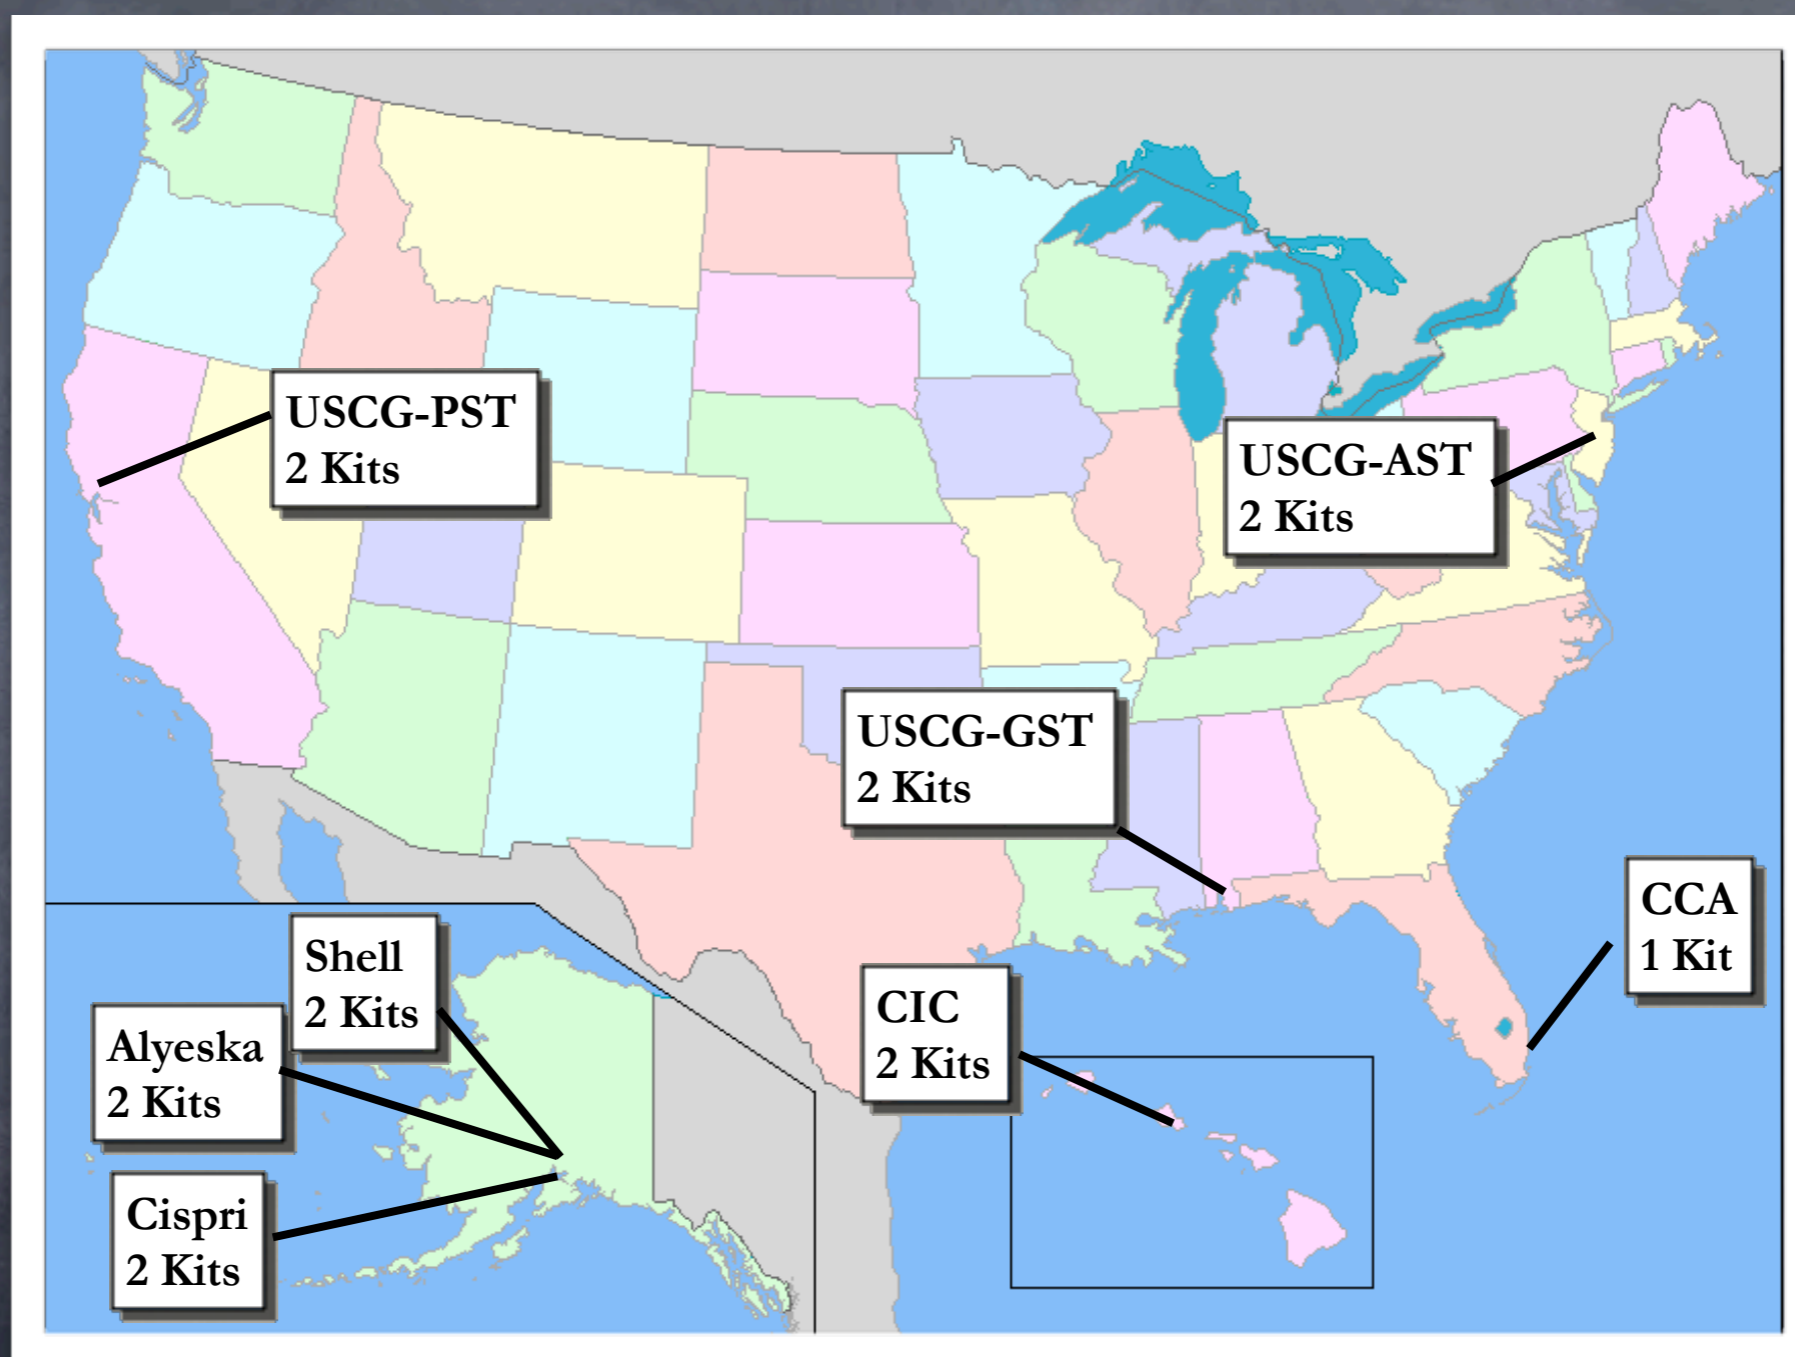 USCG-PST
2 Kits
USCG-AST
2 Kits
USCG-GST
2 Kits
CCA
1 Kit
Shell
2 Kits
CIC
2 Kits
Alyeska
2 Kits
Cispri
2 Kits